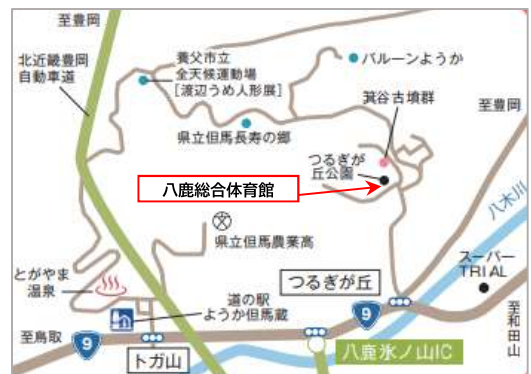 至豊岡
北近畿豊岡
自動車道
養父市立
全天候運動場
[渡辺うめ人形展]
バルーンようか
箕谷古墳群
至豊岡
県立但馬長寿の郷
つるぎが
丘公園
八鹿総合体育館
八木川
県立但馬農業高
スーパー
TRIAL
とがやま
温泉
つるぎが丘
道の駅
ようか但馬蔵
9
至和田山
至鳥取
9
トガ山
八鹿氷ノ山IC